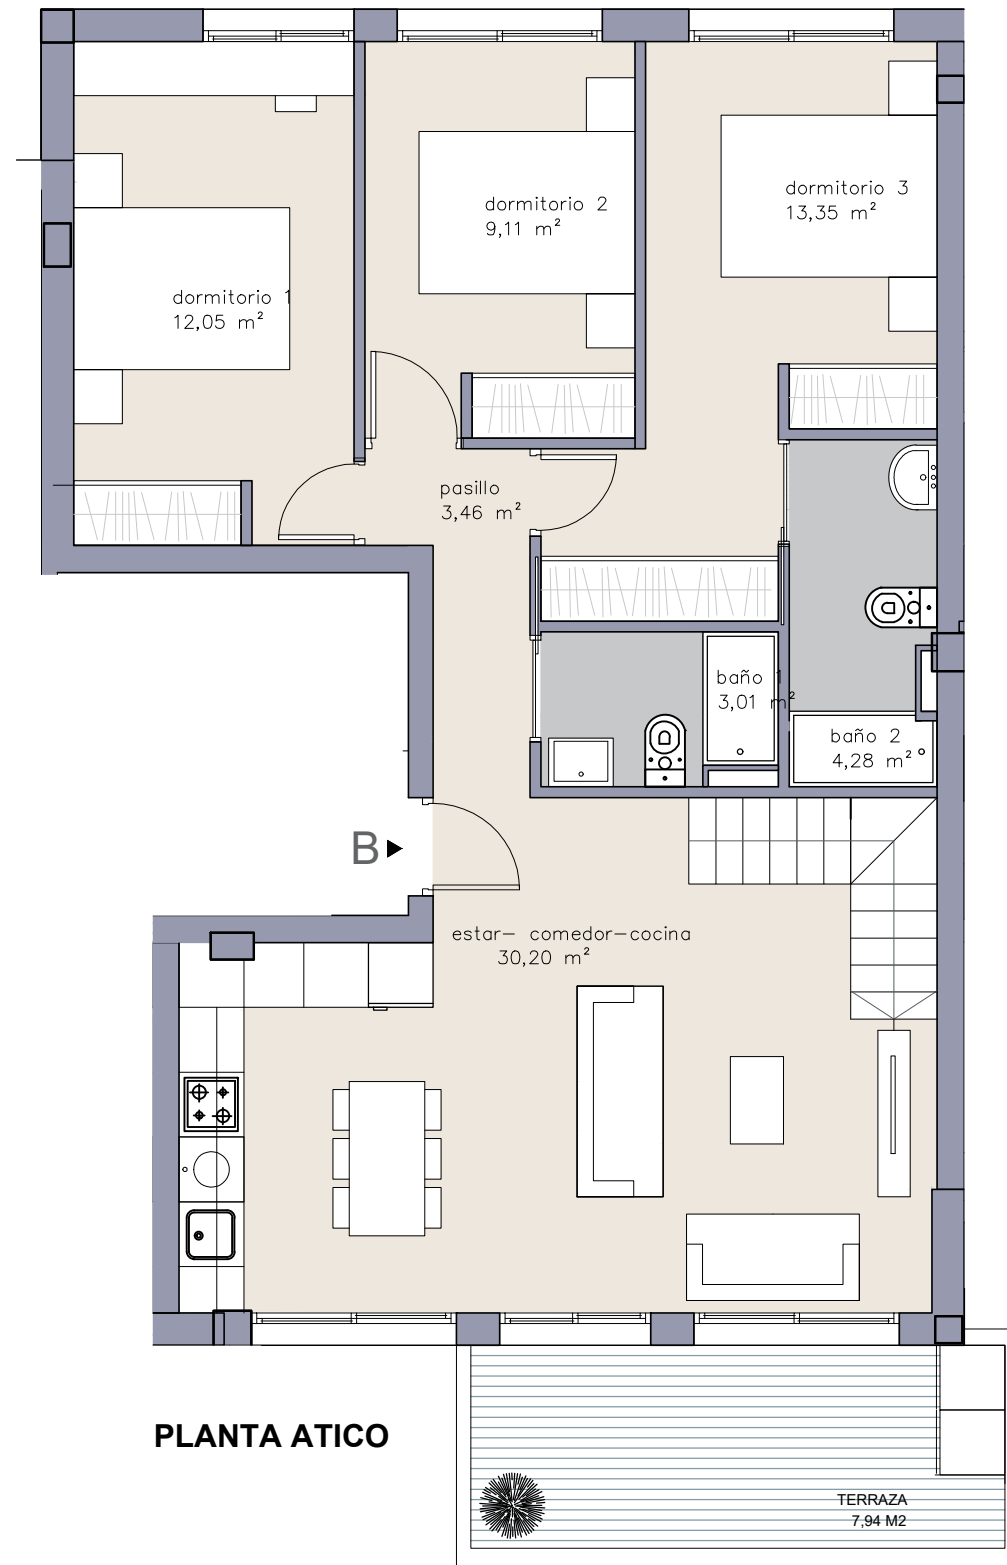 dormitorio 3
13,35 m²
dormitorio 2
9,11 m²
dormitorio 1
12,05 m²
pasillo
3,46 m²
baño 1
3,01 m²
baño 2
4,28 m²
B
estar- comedor-cocina
30,20 m²
PLANTA ATICO
TERRAZA
7,94 M2